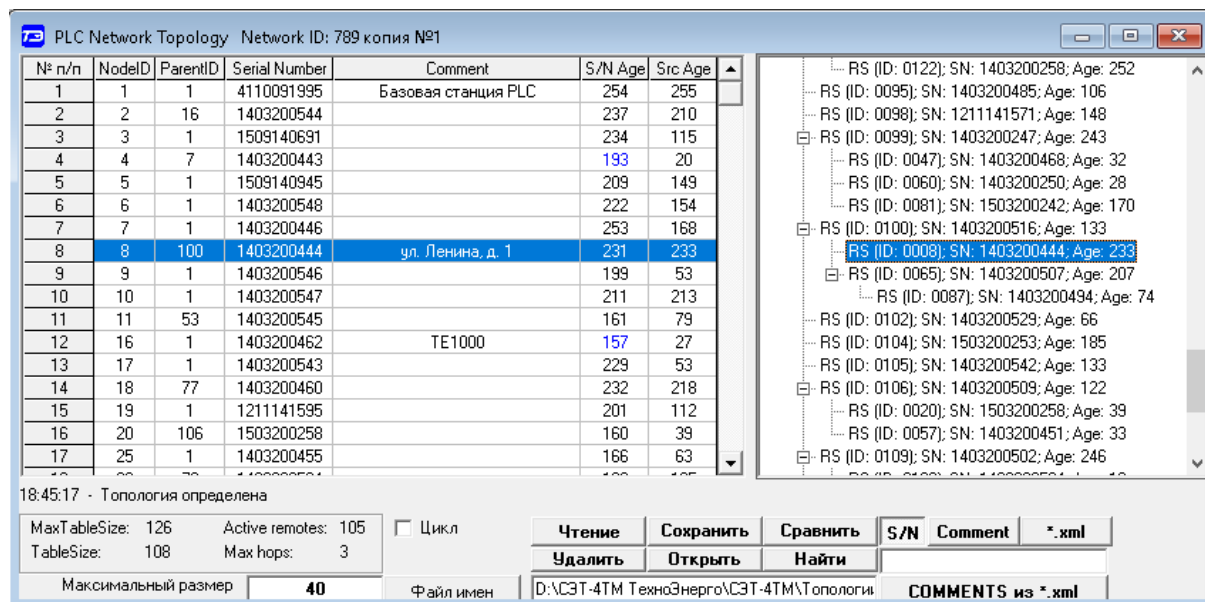 PLC Network Topology Network ID: 789 копия №1
№ п/п NodeID ParentID Serial Number Comment S/N Age Src Age
1 1 1 4110091995 Базовая станция PLC 254 255
2 2 16 1403200544 237 210
3 3 1 1509140691 234 115
4 4 7 1403200443 193 20
5 5 1 1509140945 209 149
6 6 1 1403200548 222 154
7 7 1 1403200446 253 168
8 8 100 1403200444 ул. Ленина, д. 1 231 233
9 9 1 1403200546 199 53
10 10 1 1403200547 211 213
11 11 53 1403200545 161 79
12 16 1 1403200462 TE1000 157 27
13 17 1 1403200543 229 53
14 18 77 1403200460 232 218
15 19 1 1211141595 201 112
16 20 106 1503200258 160 39
17 25 1 1403200455 166 63
RS (ID: 0122); SN: 1403200258; Age: 252
RS (ID: 0095); SN: 1403200485; Age: 106
RS (ID: 0098); SN: 1211141571; Age: 148
RS (ID: 0099); SN: 1403200247; Age: 243
RS (ID: 0047); SN: 1403200468; Age: 32
RS (ID: 0060); SN: 1403200250; Age: 28
RS (ID: 0081); SN: 1503200242; Age: 170
RS (ID: 0100); SN: 1403200516; Age: 133
RS (ID: 0008); SN: 1403200444; Age: 233
RS (ID: 0065); SN: 1403200507; Age: 207
RS (ID: 0087); SN: 1403200494; Age: 74
RS (ID: 0102); SN: 1403200529; Age: 66
RS (ID: 0104); SN: 1503200253; Age: 185
RS (ID: 0105); SN: 1403200542; Age: 133
RS (ID: 0106); SN: 1403200509; Age: 122
RS (ID: 0020); SN: 1503200258; Age: 39
RS (ID: 0057); SN: 1403200451; Age: 33
RS (ID: 0109); SN: 1403200502; Age: 246
18:45:17 - Топология определена
MaxTableSize: 126 Active remotes: 105 Цикл
TableSize: 108 Max hops: 3
Чтение Сохранить Сравнить S/N Comment *.xml
Удалить Открыть Найти
Максимальный размер 40 Файл имен D:\СЭТ-4ТМ ТехноЭнерго\СЭТ-4ТМ\Топологии COMMENTS из *.xml